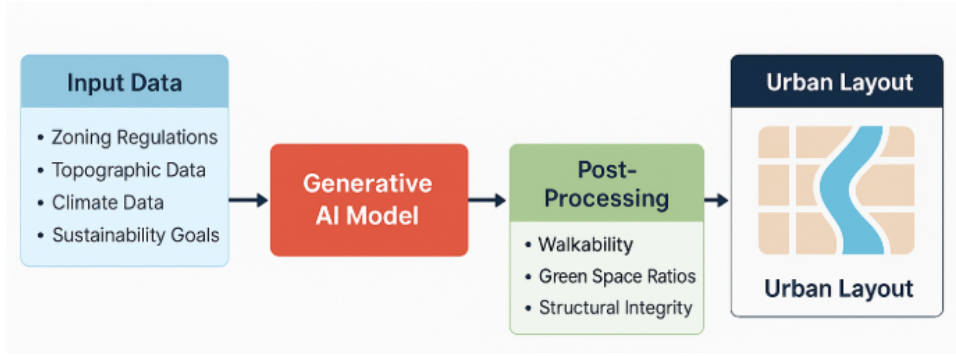 Input Data
• Zoning Regulations
• Topographic Data
• Climate Data
• Sustainability Goals
Generative
AI Model
Post-
Processing
• Walkability
• Green Space Ratios
• Structural Integrity
Urban Layout
Urban Layout